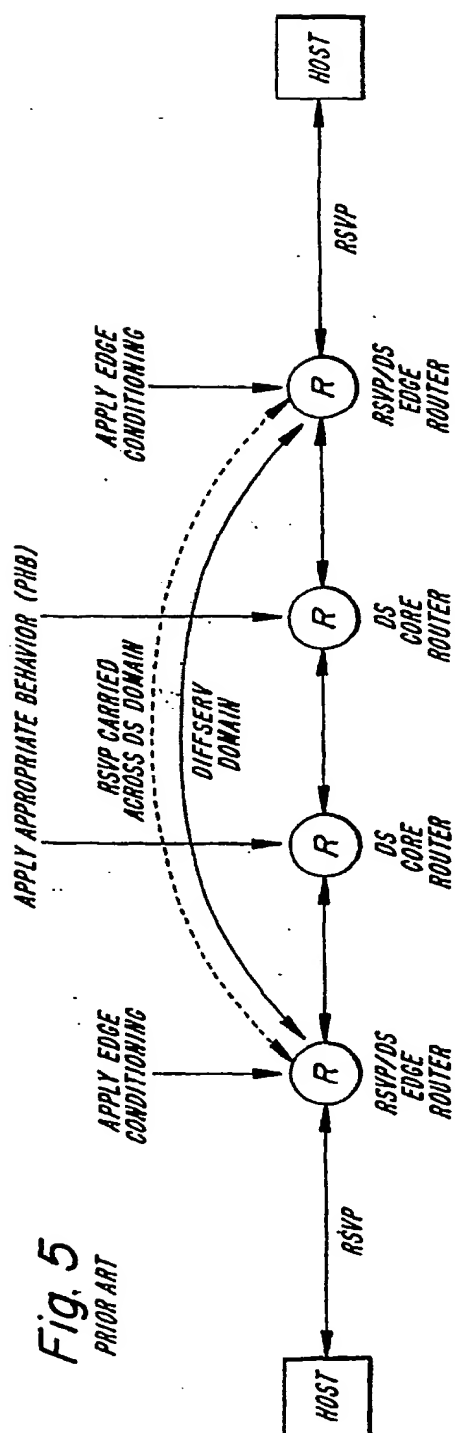 Fig. 5
PRIOR ART
APPLY APPROPRIATE BEHAVIOR (PHB)
APPLY EDGE
CONDITIONING
RSVP CARRIED
ACROSS DS DOMAIN
DIFFSERV
DOMAIN
APPLY EDGE
CONDITIONING
HOST
RSVP
R
RSVP/DS
EDGE
ROUTER
R
DS
CORE
ROUTER
R
DS
CORE
ROUTER
R
RSVP/DS
EDGE
ROUTER
RSVP
HOST